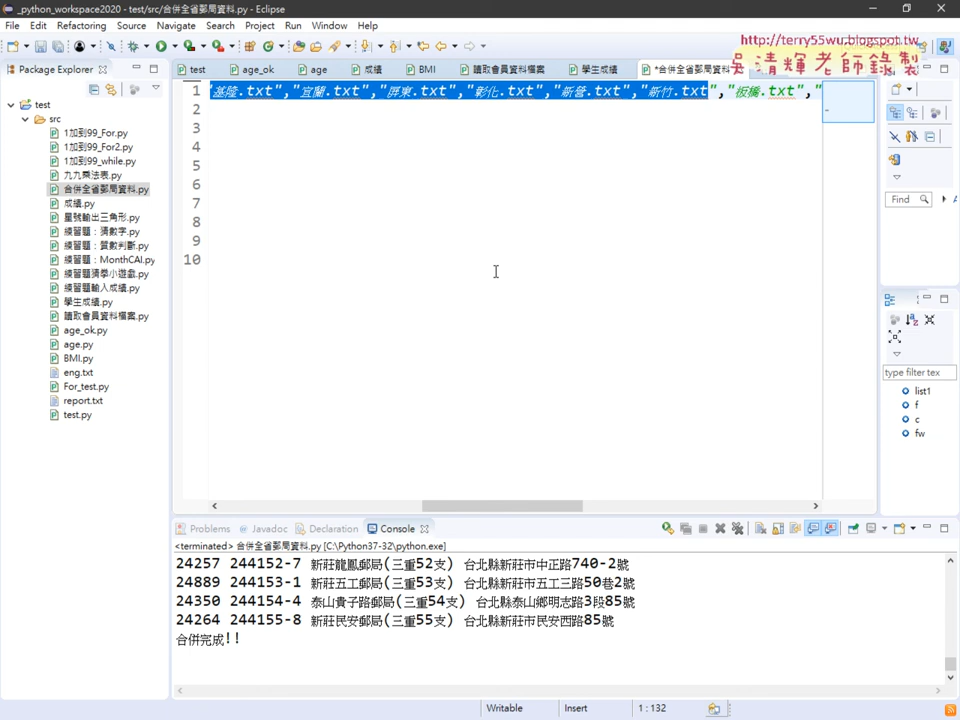 _python_workspace2020 - test/src/合併全省郵局資料.py - Eclipse
File Edit Refactoring Source Navigate Search Project Run Window Help
http://terry55wu.blogspot.tw
吳清輝老師錄製
Package Explorer
test age_ok age 成績 BMI 讀取會員資料檔案 學生成績 *合併全省郵局資料
test
src
1加到99_For.py
1加到99_For2.py
1加到99_while.py
九九乘法表.py
合併全省郵局資料.py
成績.py
星號輸出三角形.py
練習題：猜數字.py
練習題：質數判斷.py
練習題：MonthCAI.py
練習題猜拳小遊戲.py
練習題輸入成績.py
學生成績.py
讀取會員資料檔案.py
age_ok.py
age.py
BMI.py
eng.txt
For_test.py
report.txt
test.py
1 "基隆.txt","宜蘭.txt","屏東.txt","彰化.txt","新營.txt","新竹.txt","板橋.txt","
2
3
4
5
6
7
8
9
10
Find
type filter tex
list1
f
c
fw
Problems Javadoc Declaration Console
<terminated> 合併全省郵局資料.py [C:\Python37-32\python.exe]
24257 244152-7 新莊龍鳳郵局(三重52支) 台北縣新莊市中正路740-2號
24889 244153-1 新莊五工郵局(三重53支) 台北縣新莊市五工三路50巷2號
24350 244154-4 泰山貴子路郵局(三重54支) 台北縣泰山鄉明志路3段85號
24264 244155-8 新莊民安郵局(三重55支) 台北縣新莊市民安西路85號
合併完成!!
Writable Insert 1 : 132